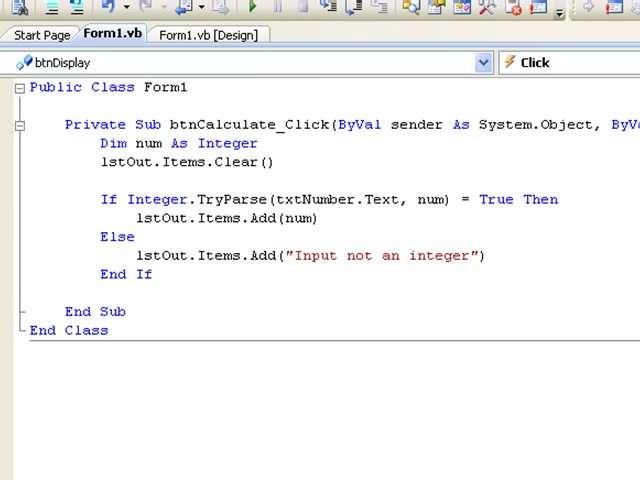 Start Page Form1.vb Form1.vb [Design]
btnDisplay Click
Public Class Form1
Private Sub btnCalculate_Click(ByVal sender As System.Object, ByVa
Dim num As Integer
lstOut.Items.Clear()
If Integer.TryParse(txtNumber.Text, num) = True Then
lstOut.Items.Add(num)
Else
lstOut.Items.Add("Input not an integer")
End If
End Sub
End Class